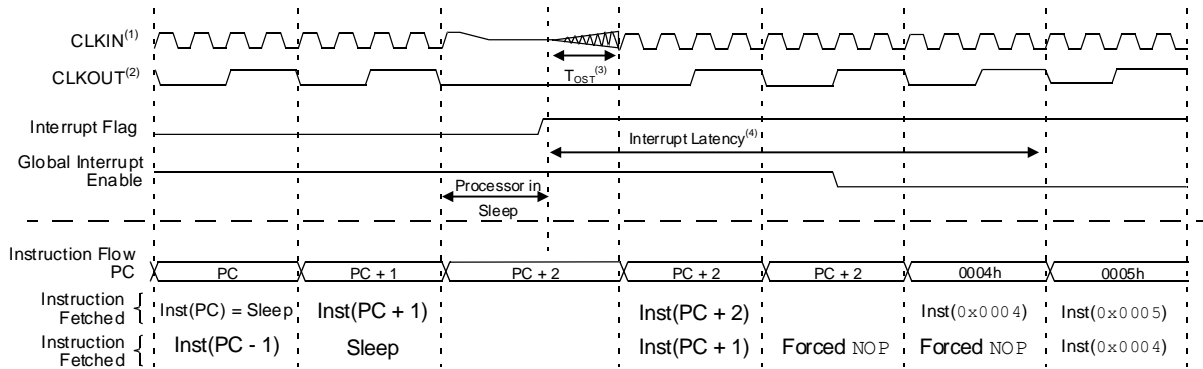 CLKIN(1)
CLKOUT(2)
TOST(3)
Interrupt Flag
Interrupt Latency(4)
Global Interrupt
Enable
Processor in
Sleep
Instruction Flow
PC
PC PC + 1 PC + 2 PC + 2 PC + 2 0004h 0005h
Instruction
Fetched
Inst(PC) = Sleep Inst(PC + 1) Inst(PC + 2) Inst(0x0004) Inst(0x0005)
Instruction
Fetched
Inst(PC - 1) Sleep Inst(PC + 1) Forced NOP Forced NOP Inst(0x0004)